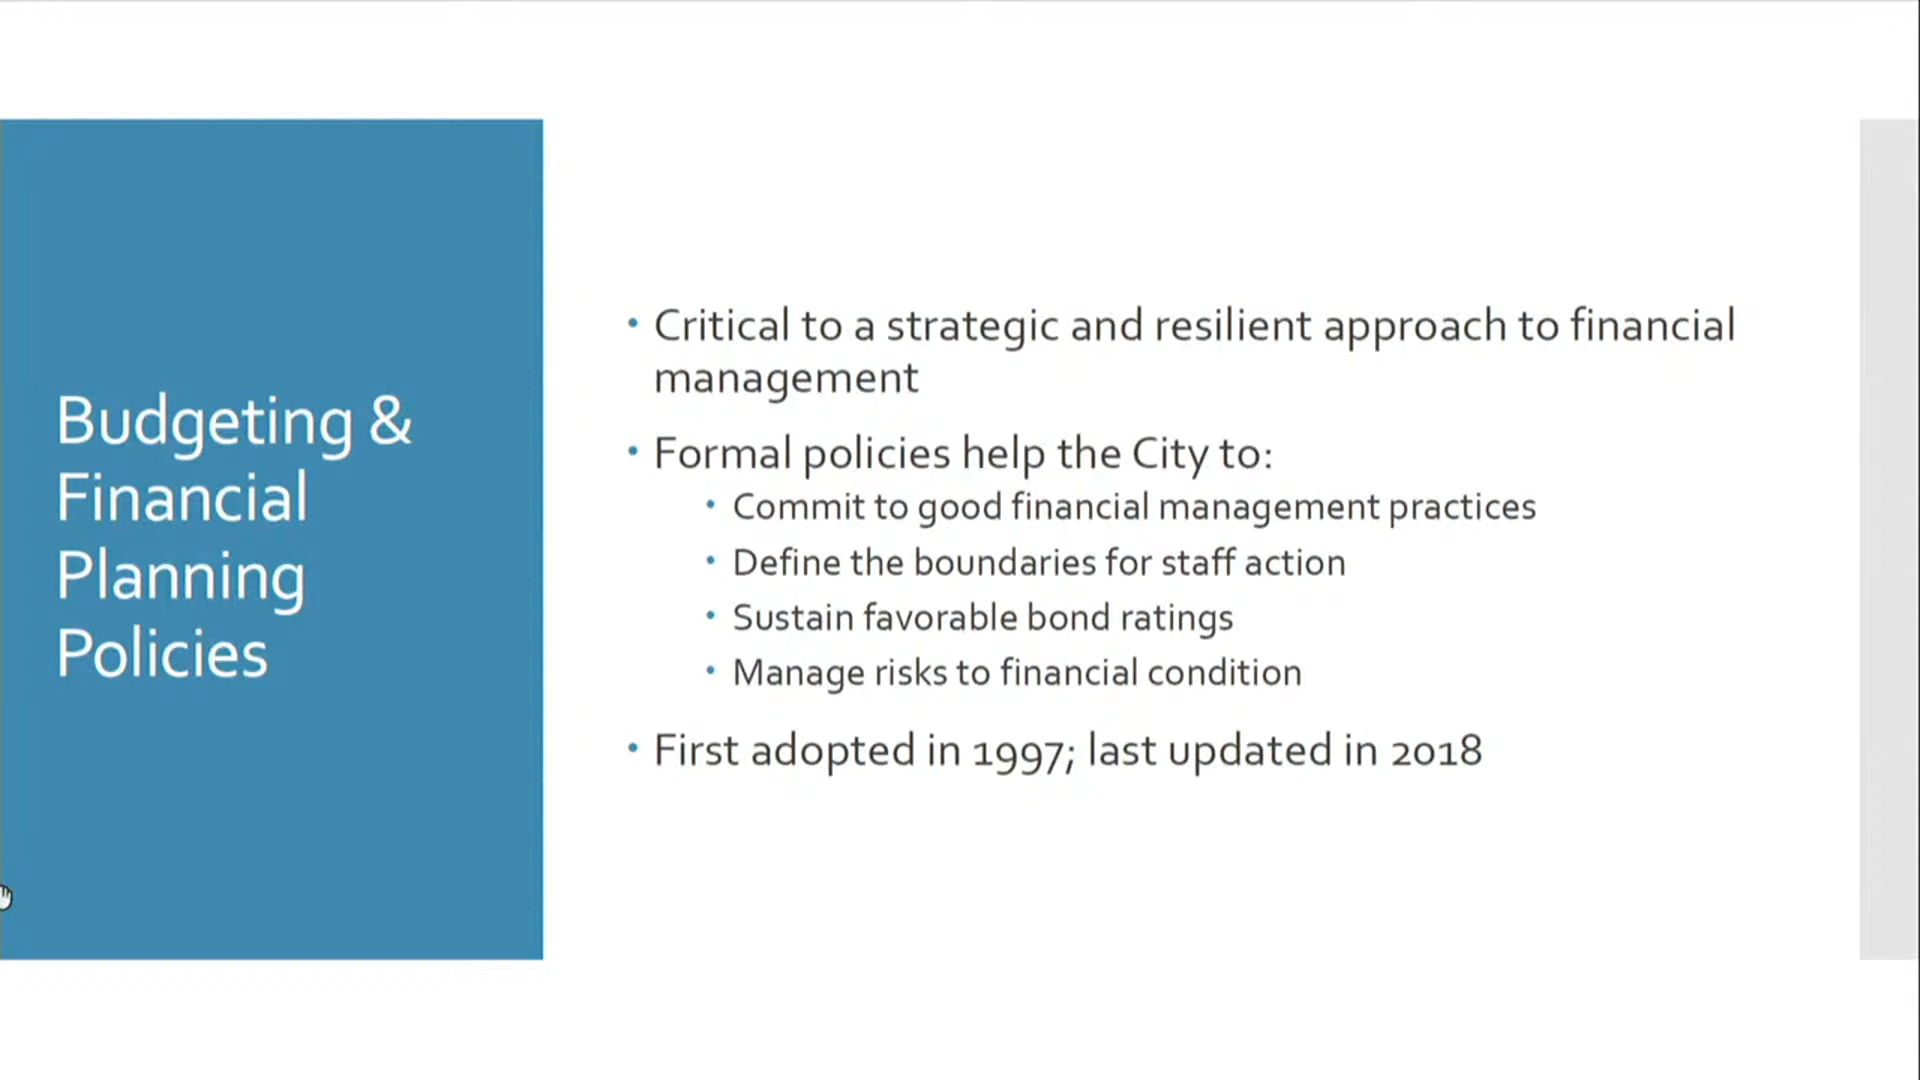 Budgeting &
Financial
Planning
Policies
• Critical to a strategic and resilient approach to financial
management
• Formal policies help the City to:
• Commit to good financial management practices
• Define the boundaries for staff action
• Sustain favorable bond ratings
• Manage risks to financial condition
• First adopted in 1997; last updated in 2018